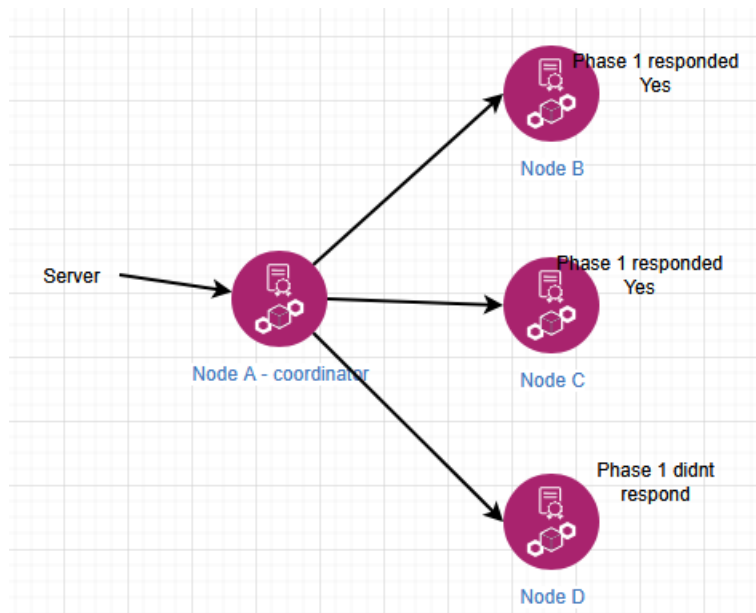 Phase 1 responded
Yes
Node B
Server
Phase 1 responded
Yes
Node A - coordinator
Node C
Phase 1 didnt
respond
Node D